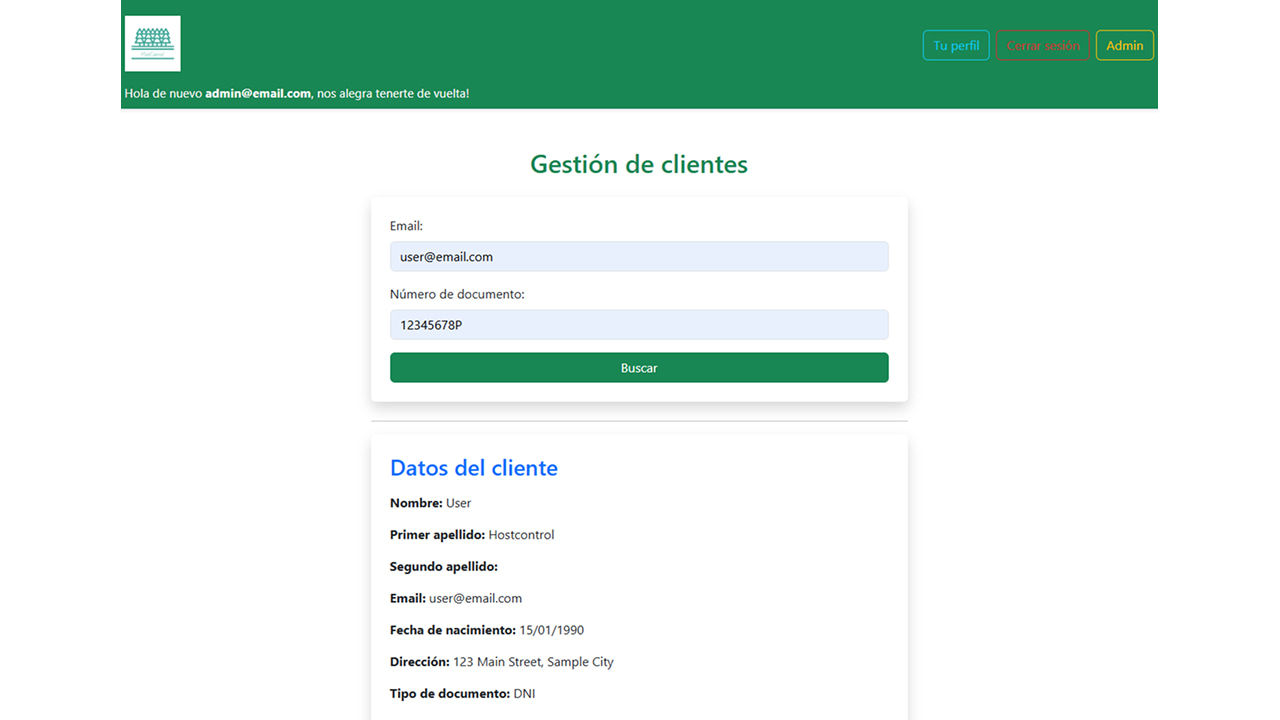 Tu perfil
Cerrar sesión
Admin
Hola de nuevo admin@email.com, nos alegra tenerte de vuelta!
Gestión de clientes
Email:
user@email.com
Número de documento:
12345678P
Buscar
Datos del cliente
Nombre: User
Primer apellido: Hostcontrol
Segundo apellido:
Email: user@email.com
Fecha de nacimiento: 15/01/1990
Dirección: 123 Main Street, Sample City
Tipo de documento: DNI